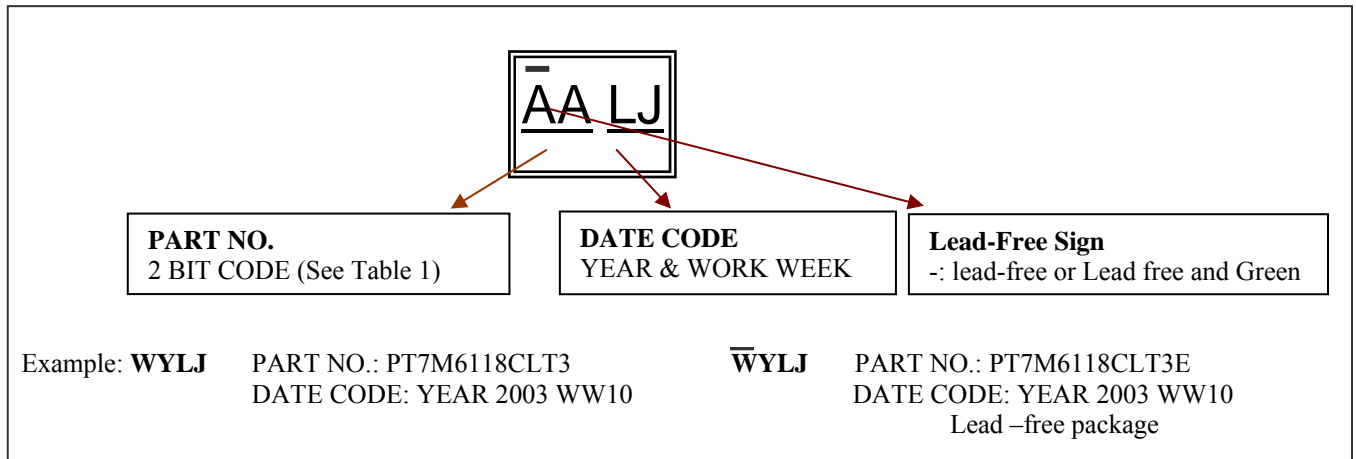 A̅A LJ
PART NO.
2 BIT CODE (See Table 1)
DATE CODE
YEAR & WORK WEEK
Lead-Free Sign
-: lead-free or Lead free and Green
Example: WYLJ PART NO.: PT7M6118CLT3
DATE CODE: YEAR 2003 WW10
W̅YLJ PART NO.: PT7M6118CLT3E
DATE CODE: YEAR 2003 WW10
Lead –free package